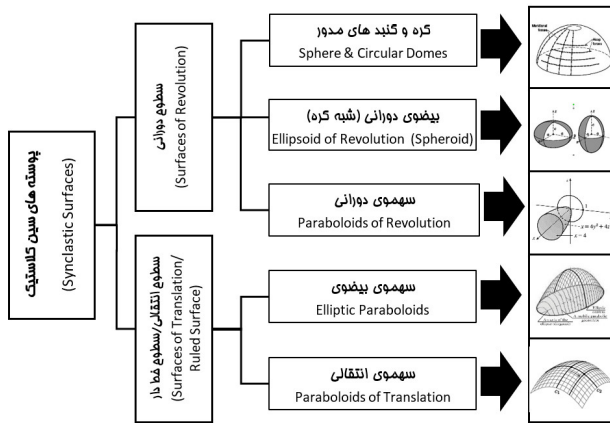 پوسته های سین کلاستیک
(Synclastic Surfaces)
سطوح دورانی
(Surfaces of Revolution)
سطوح انتقالی/سطوح خط دار
(Surfaces of Translation/
Ruled Surface)
کره و گنبد های مدور
Sphere & Circular Domes
بیضوی دورانی (شبه کره)
Ellipsoid of Revolution (Spheroid)
سهموی دورانی
Paraboloids of Revolution
سهموی بیضوی
Elliptic Paraboloids
سهموی انتقالی
Paraboloids of Translation